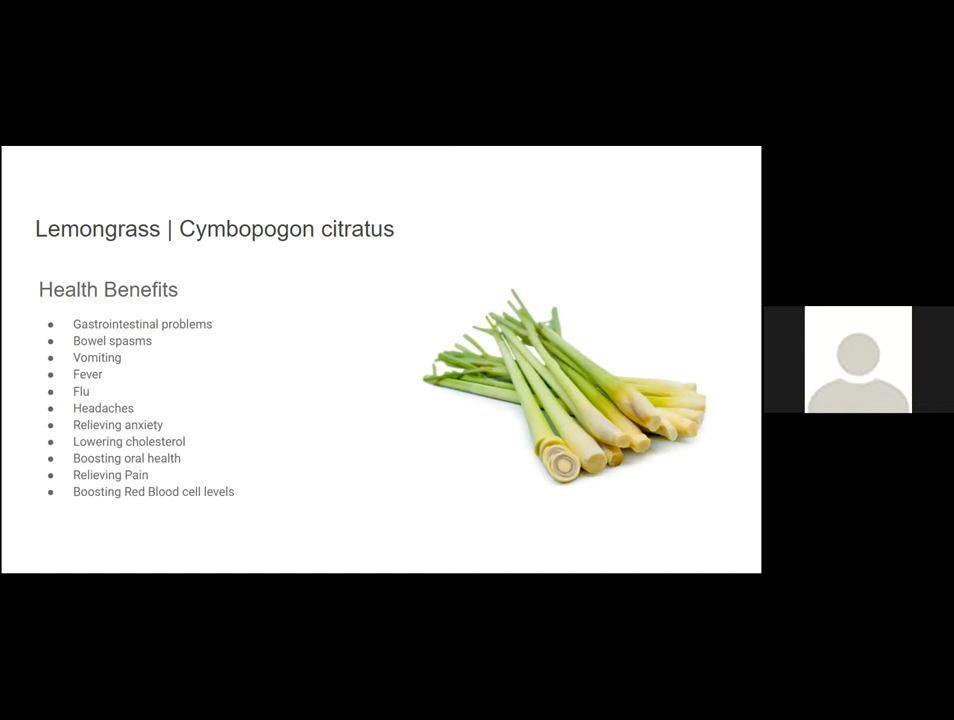 Lemongrass | Cymbopogon citratus
Health Benefits
● Gastrointestinal problems
● Bowel spasms
● Vomiting
● Fever
● Flu
● Headaches
● Relieving anxiety
● Lowering cholesterol
● Boosting oral health
● Relieving Pain
● Boosting Red Blood cell levels